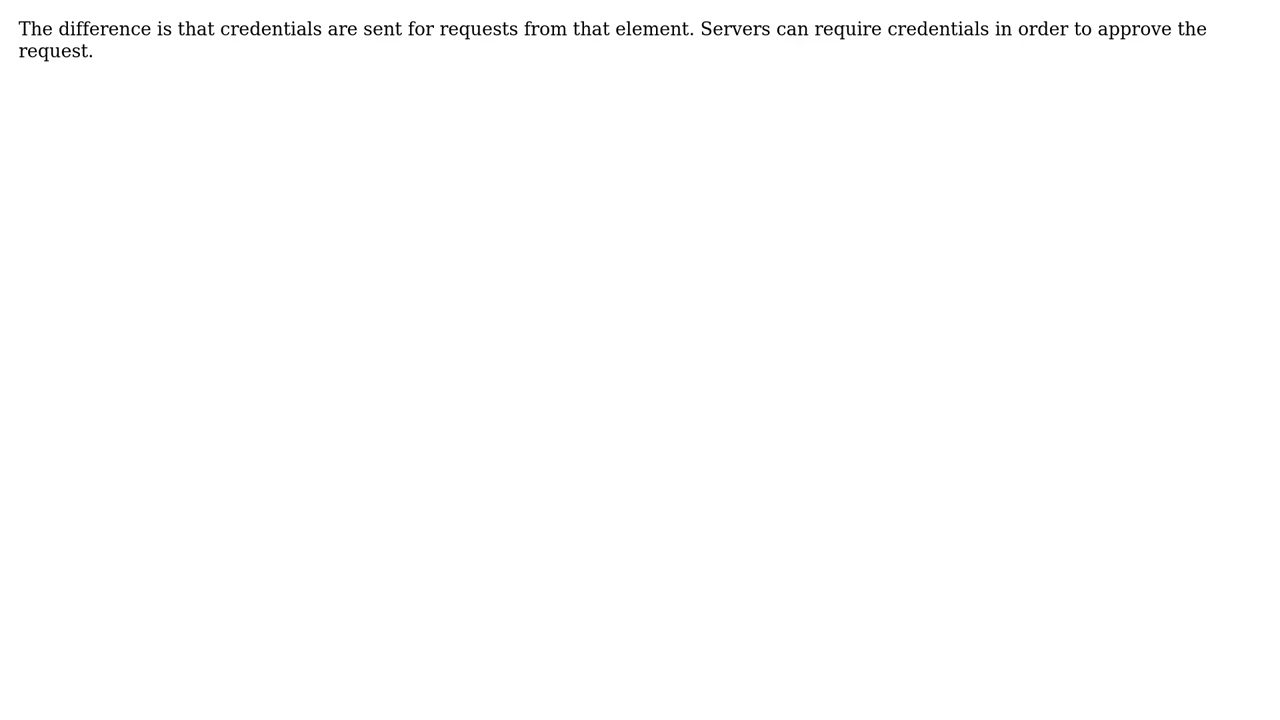 The difference is that credentials are sent for requests from that element. Servers can require credentials in order to approve the
request.